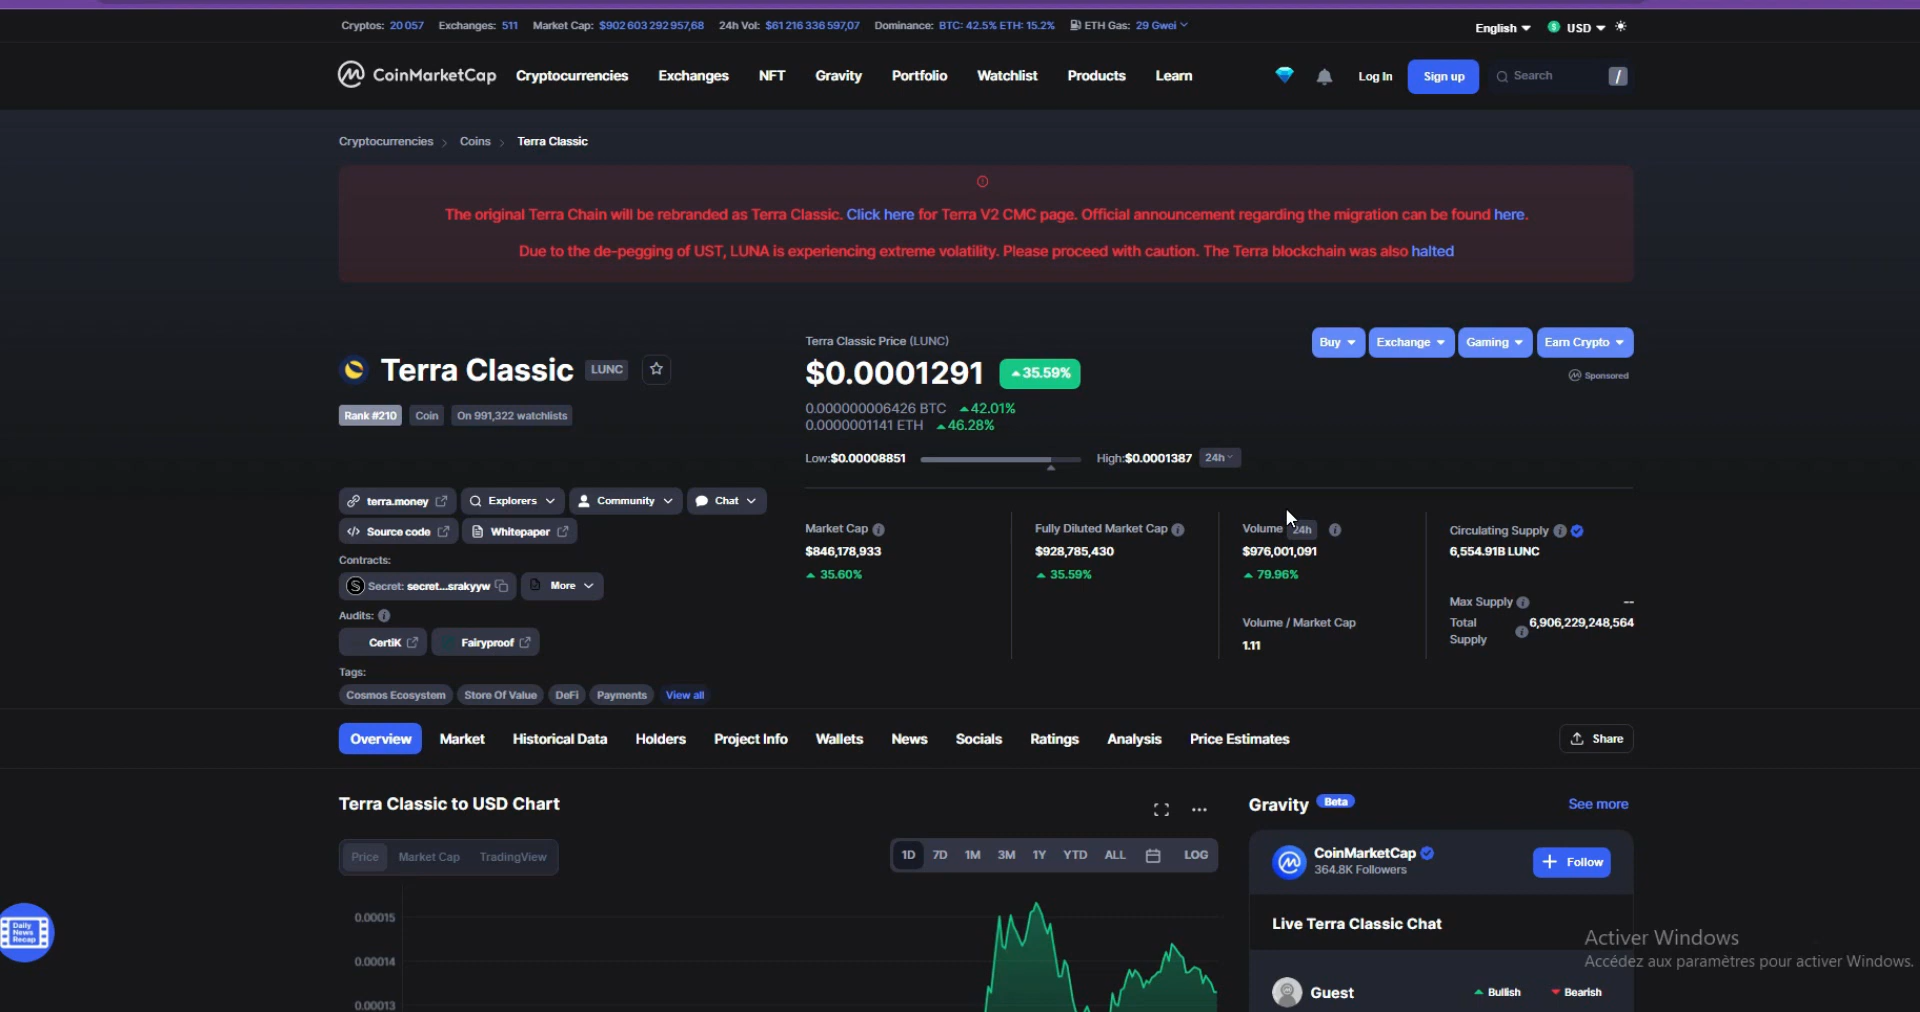 Cryptos: 20 057 Exchanges: 511 Market Cap: $902 603 292 957,68 24h Vol: $61 216 336 597,07 Dominance: BTC: 42.5% ETH: 15.2% ETH Gas: 29 Gwei
English USD
CoinMarketCap Cryptocurrencies Exchanges NFT Gravity Portfolio Watchlist Products Learn Log In Sign up Search /
Cryptocurrencies > Coins > Terra Classic
The original Terra Chain will be rebranded as Terra Classic. Click here for Terra V2 CMC page. Official announcement regarding the migration can be found here.
Due to the de-pegging of UST, LUNA is experiencing extreme volatility. Please proceed with caution. The Terra blockchain was also halted
Terra Classic LUNC
Rank #210 Coin On 991,322 watchlists
terra.money Explorers Community Chat
Source code Whitepaper
Contracts:
Secret: secret...srakyyw More
Audits:
CertiK Fairyproof
Tags:
Cosmos Ecosystem Store Of Value DeFi Payments View all
Terra Classic Price (LUNC)
$0.0001291 35.59%
0.000000006426 BTC 42.01%
0.0000001141 ETH 46.28%
Low:$0.00008851 High:$0.0001387 24h
Buy Exchange Gaming Earn Crypto
Sponsored
Market Cap
$846,178,933
35.60%
Fully Diluted Market Cap
$928,785,430
35.59%
Volume 24h
$976,001,091
79.96%
Volume / Market Cap
1.11
Circulating Supply
6,554.91B LUNC
Max Supply --
Total Supply 6,906,229,248,564
Overview Market Historical Data Holders Project Info Wallets News Socials Ratings Analysis Price Estimates Share
Terra Classic to USD Chart
Price Market Cap TradingView
1D 7D 1M 3M 1Y YTD ALL LOG
0.00015
0.00014
0.00013
Gravity Beta See more
CoinMarketCap
364.8K Followers
+ Follow
Live Terra Classic Chat
Guest Bullish Bearish
Daily
News
Recap
Activer Windows
Accédez aux paramètres pour activer Windows.